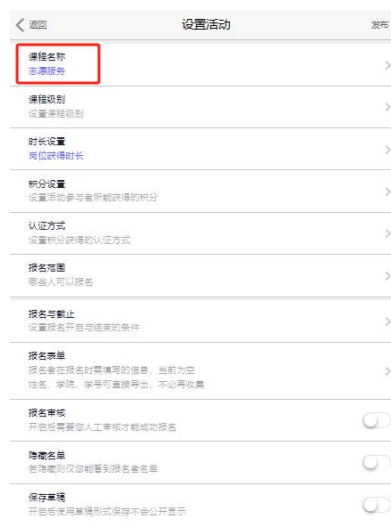 返回
设置活动
发布
课程名称
志愿服务
课程级别
设置课程级别
时长设置
岗位获得时长
积分设置
设置活动参与者所能获得的积分
认证方式
设置积分获得的认证方式
报名范围
哪些人可以报名
报名与截止
设置报名开启与结束的条件
报名表单
报名者在报名时需填写的信息，当前为空
姓名、学院、学号可直接导出，不必再收集
报名审核
开启后需要您人工审核才能成功报名
隐藏名单
若隐藏则仅您能看到报名者名单
保存草稿
开启后使用草稿形式保存不会公开显示